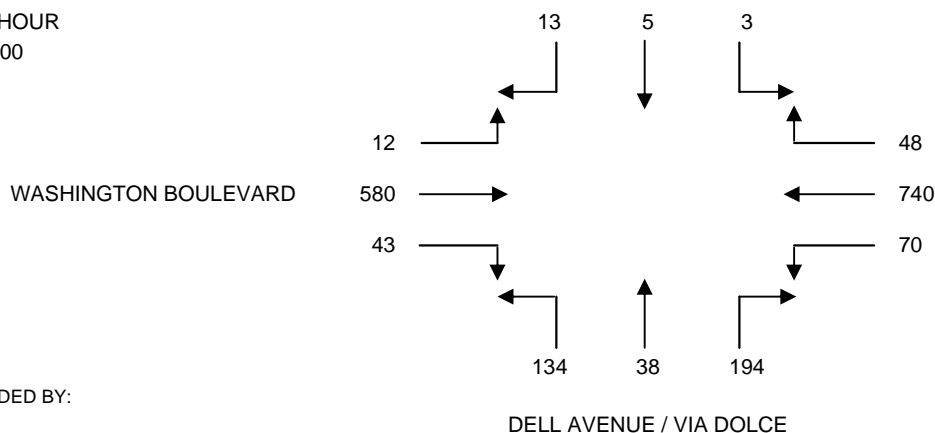 HOUR 13 5 3
00
12 48
WASHINGTON BOULEVARD 580 740
43 70
134 38 194
DED BY:
DELL AVENUE / VIA DOLCE